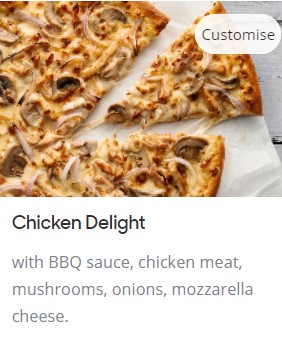 Customise
Chicken Delight
with BBQ sauce, chicken meat,
mushrooms, onions, mozzarella
cheese.